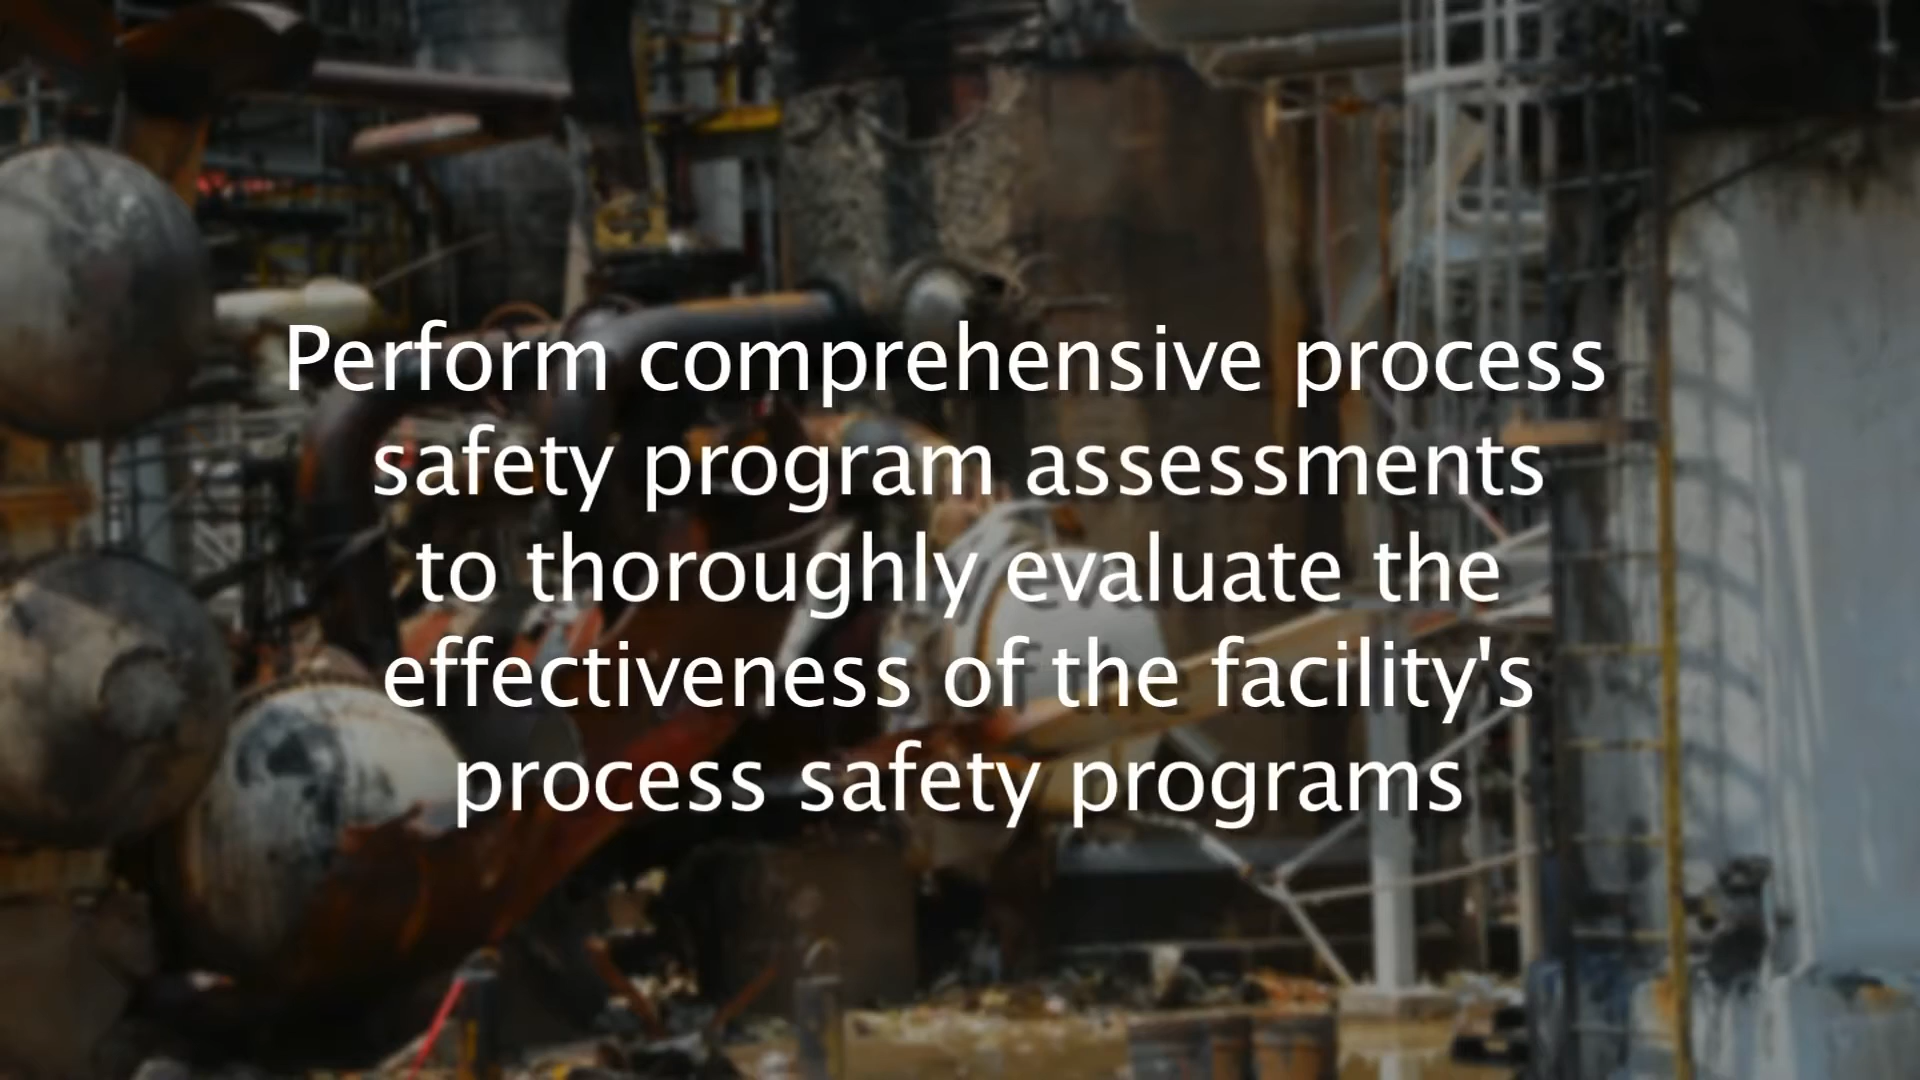 Perform comprehensive process
safety program assessments
to thoroughly evaluate the
effectiveness of the facility's
process safety programs